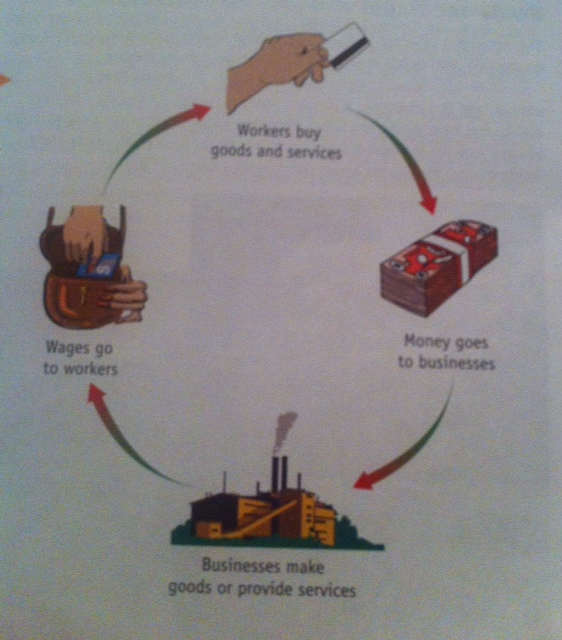 Workers buy
goods and services
Money goes
to businesses
Businesses make
goods or provide services
Wages go
to workers